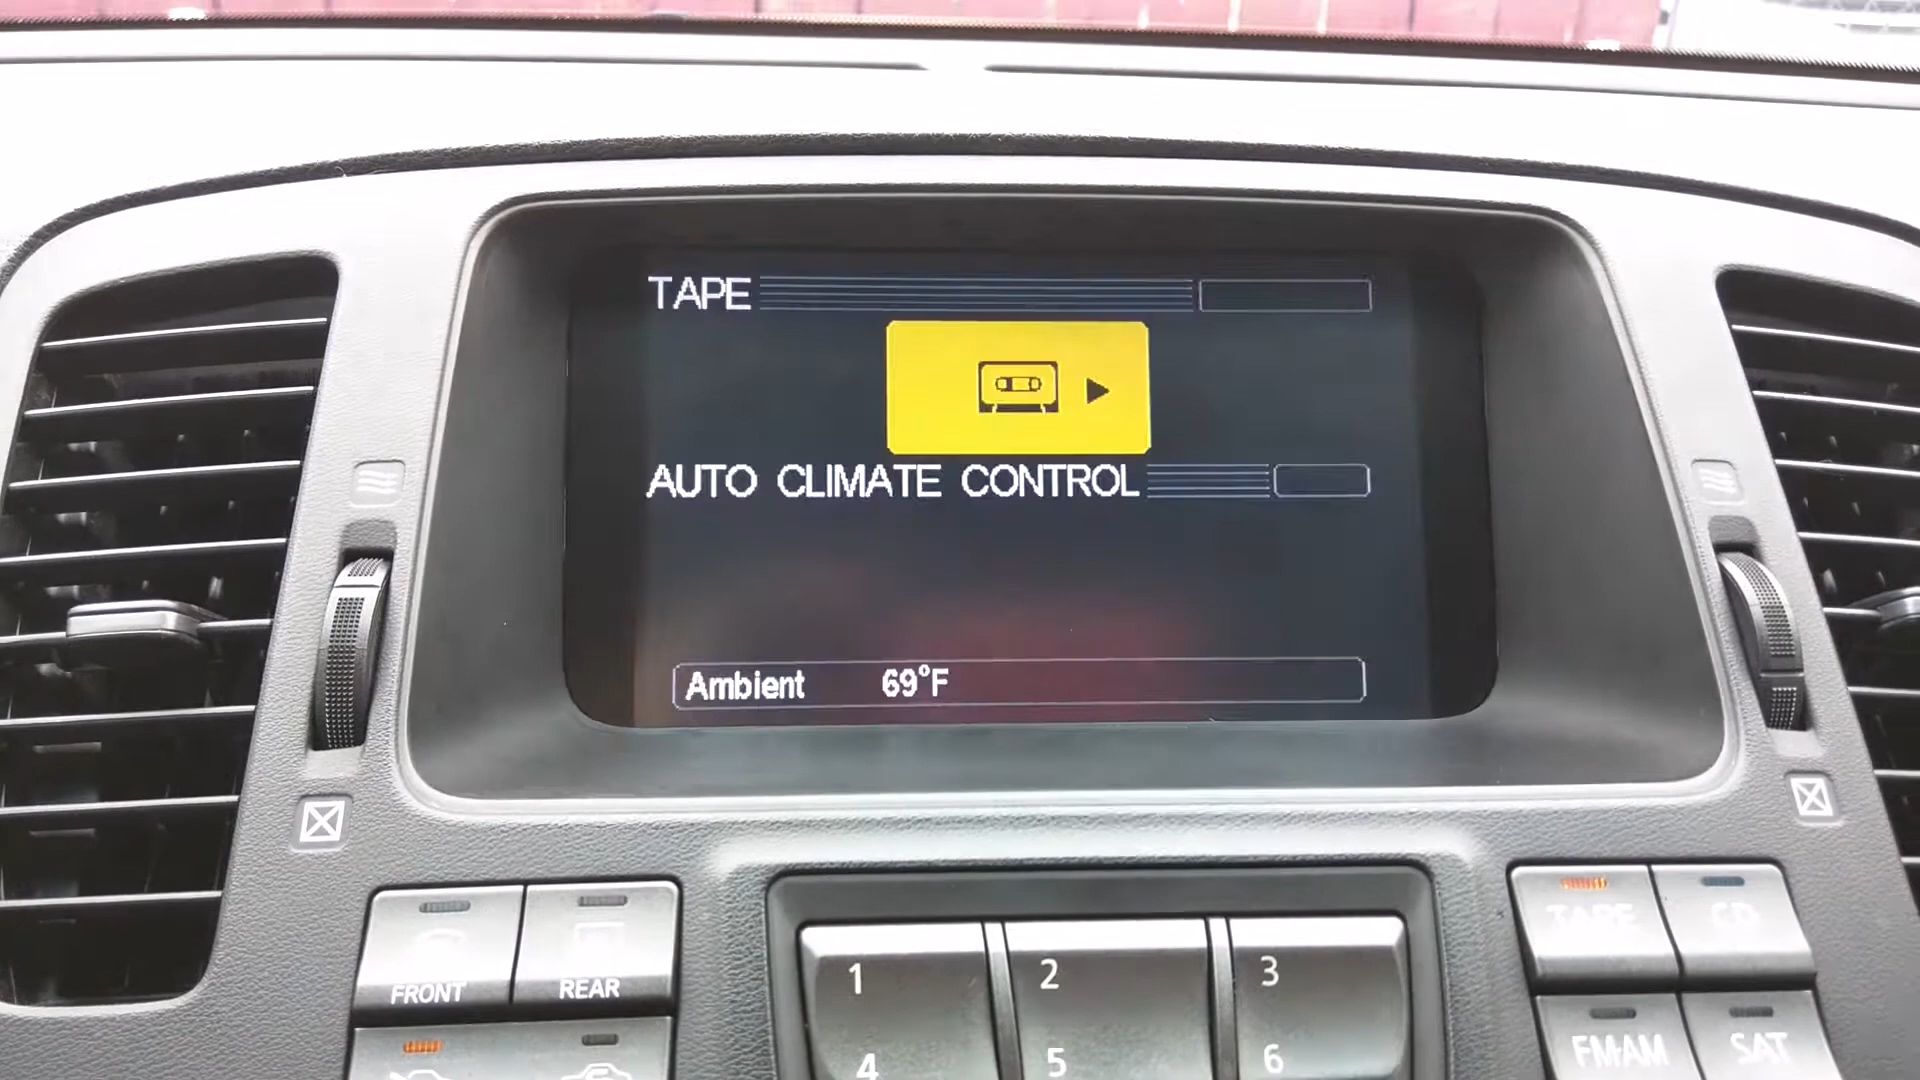 TAPE
AUTO CLIMATE CONTROL
Ambient 69°F
FRONT
REAR
1
2
3
TAPE
CD
4
5
6
FM·AM
SAT